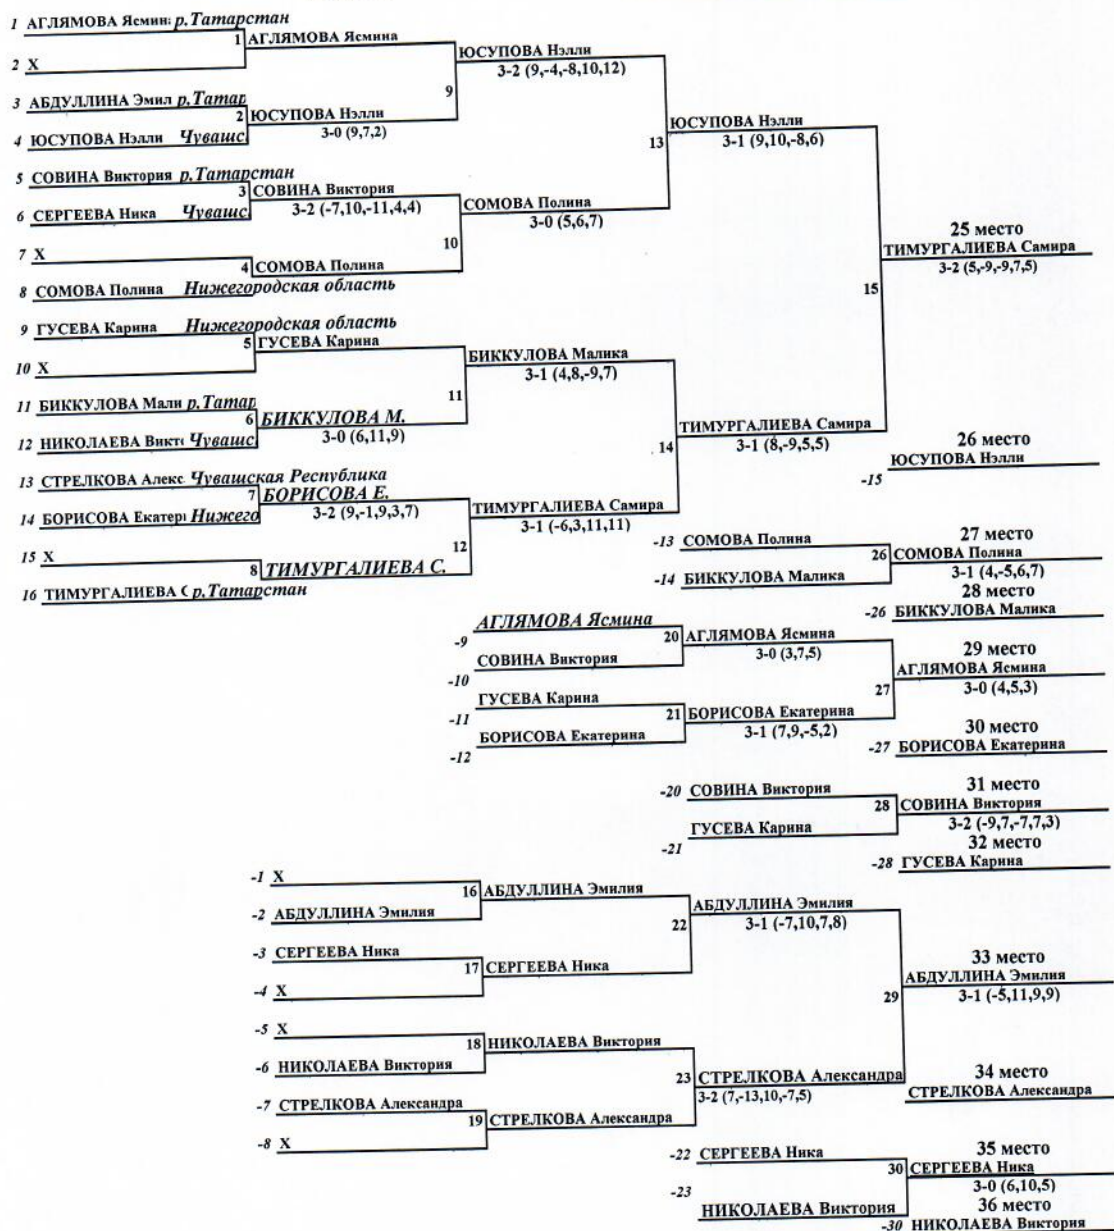 1 АГЛЯМОВА Ясмин р.Татарстан
1 АГЛЯМОВА Ясмина
2 X
ЮСУПОВА Нэлли
3-2 (9,-4,-8,10,12)
9
3 АБДУЛЛИНА Эмил р.Татар
2 ЮСУПОВА Нэлли
3-0 (9,7,2)
4 ЮСУПОВА Нэлли Чувашс
13 ЮСУПОВА Нэлли
3-1 (9,10,-8,6)
5 СОВИНА Виктория р.Татарстан
3 СОВИНА Виктория
3-2 (-7,10,-11,4,4)
6 СЕРГЕЕВА Ника Чувашс
СОМОВА Полина
3-0 (5,6,7)
10
7 X
4 СОМОВА Полина
8 СОМОВА Полина Нижегородская область
25 место
ТИМУРГАЛИЕВА Самира
3-2 (5,-9,-9,7,5)
15
9 ГУСЕВА Карина Нижегородская область
5 ГУСЕВА Карина
10 X
БИККУЛОВА Малика
3-1 (4,8,-9,7)
11
11 БИККУЛОВА Мали р.Татар
6 БИККУЛОВА М.
3-0 (6,11,9)
12 НИКОЛАЕВА Викт Чувашс
14 ТИМУРГАЛИЕВА Самира
3-1 (8,-9,5,5)
26 место
-15 ЮСУПОВА Нэлли
13 СТРЕЛКОВА Алекс Чувашская Республика
7 БОРИСОВА Е.
3-2 (9,-1,9,3,7)
14 БОРИСОВА Екатер Нижего
ТИМУРГАЛИЕВА Самира
3-1 (-6,3,11,11)
12
15 X
8 ТИМУРГАЛИЕВА С.
16 ТИМУРГАЛИЕВА С р.Татарстан
27 место
-13 СОМОВА Полина
26 СОМОВА Полина
3-1 (4,-5,6,7)
-14 БИККУЛОВА Малика
28 место
-26 БИККУЛОВА Малика
-9 АГЛЯМОВА Ясмина
20 АГЛЯМОВА Ясмина
3-0 (3,7,5)
-10 СОВИНА Виктория
29 место
27 АГЛЯМОВА Ясмина
3-0 (4,5,3)
-11 ГУСЕВА Карина
21 БОРИСОВА Екатерина
3-1 (7,9,-5,2)
-12 БОРИСОВА Екатерина
30 место
-27 БОРИСОВА Екатерина
31 место
-20 СОВИНА Виктория
28 СОВИНА Виктория
3-2 (-9,7,-7,7,3)
-21 ГУСЕВА Карина
32 место
-28 ГУСЕВА Карина
-1 X
16 АБДУЛЛИНА Эмилия
-2 АБДУЛЛИНА Эмилия
22 АБДУЛЛИНА Эмилия
3-1 (-7,10,7,8)
-3 СЕРГЕЕВА Ника
17 СЕРГЕЕВА Ника
-4 X
33 место
29 АБДУЛЛИНА Эмилия
3-1 (-5,11,9,9)
-5 X
18 НИКОЛАЕВА Виктория
-6 НИКОЛАЕВА Виктория
23 СТРЕЛКОВА Александра
3-2 (7,-13,10,-7,5)
-7 СТРЕЛКОВА Александра
19 СТРЕЛКОВА Александра
-8 X
34 место
СТРЕЛКОВА Александра
35 место
-22 СЕРГЕЕВА Ника
30 СЕРГЕЕВА Ника
3-0 (6,10,5)
-23 НИКОЛАЕВА Виктория
36 место
-30 НИКОЛАЕВА Виктория